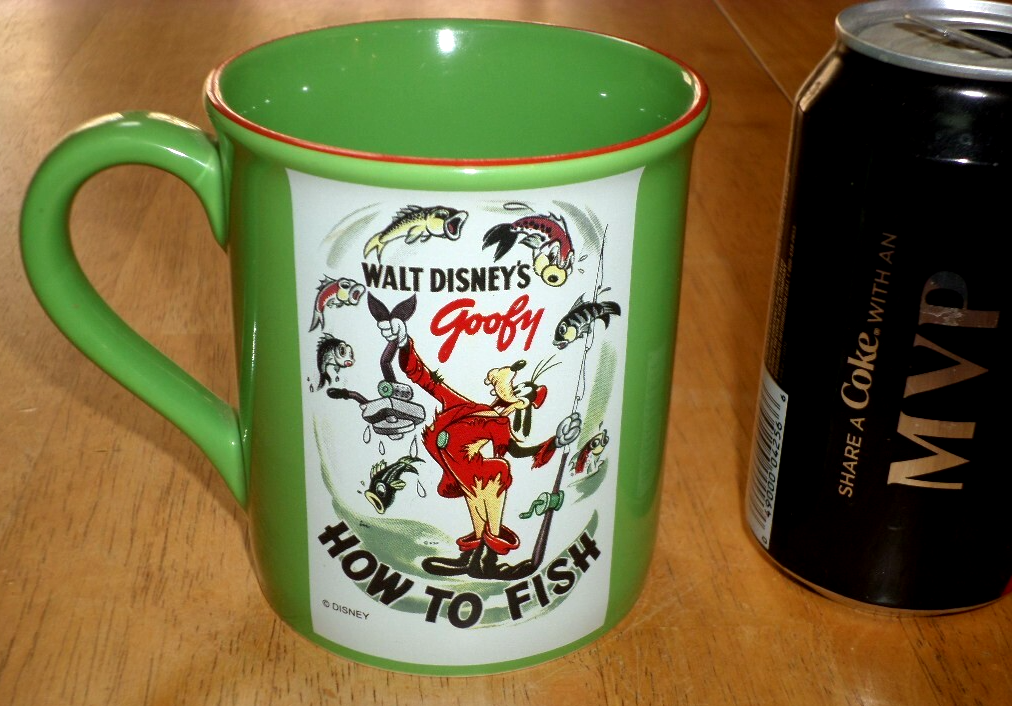 WALT DISNEY'S
Goofy
HOW TO FISH
© DISNEY
SHARE A Coke. WITH AN
MVP